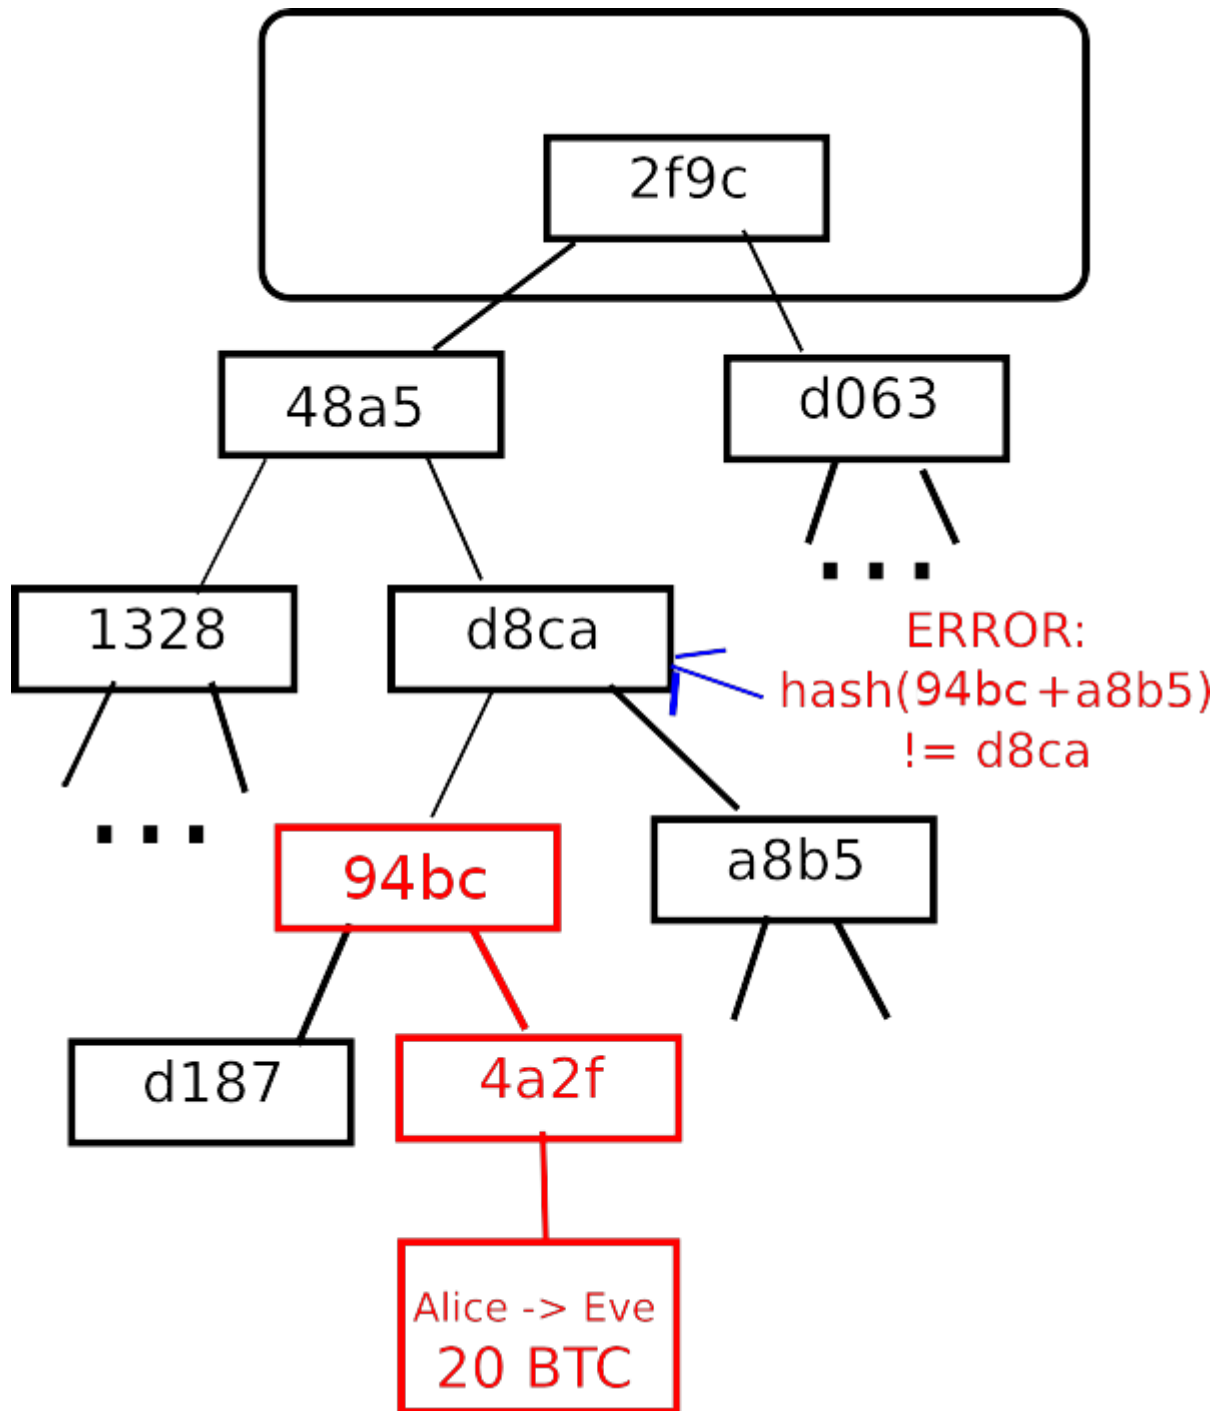 2f9c
48a5
d063
. . .
1328
d8ca
ERROR:
hash(94bc+a8b5)
!= d8ca
. . .
94bc
a8b5
d187
4a2f
Alice -> Eve
20 BTC